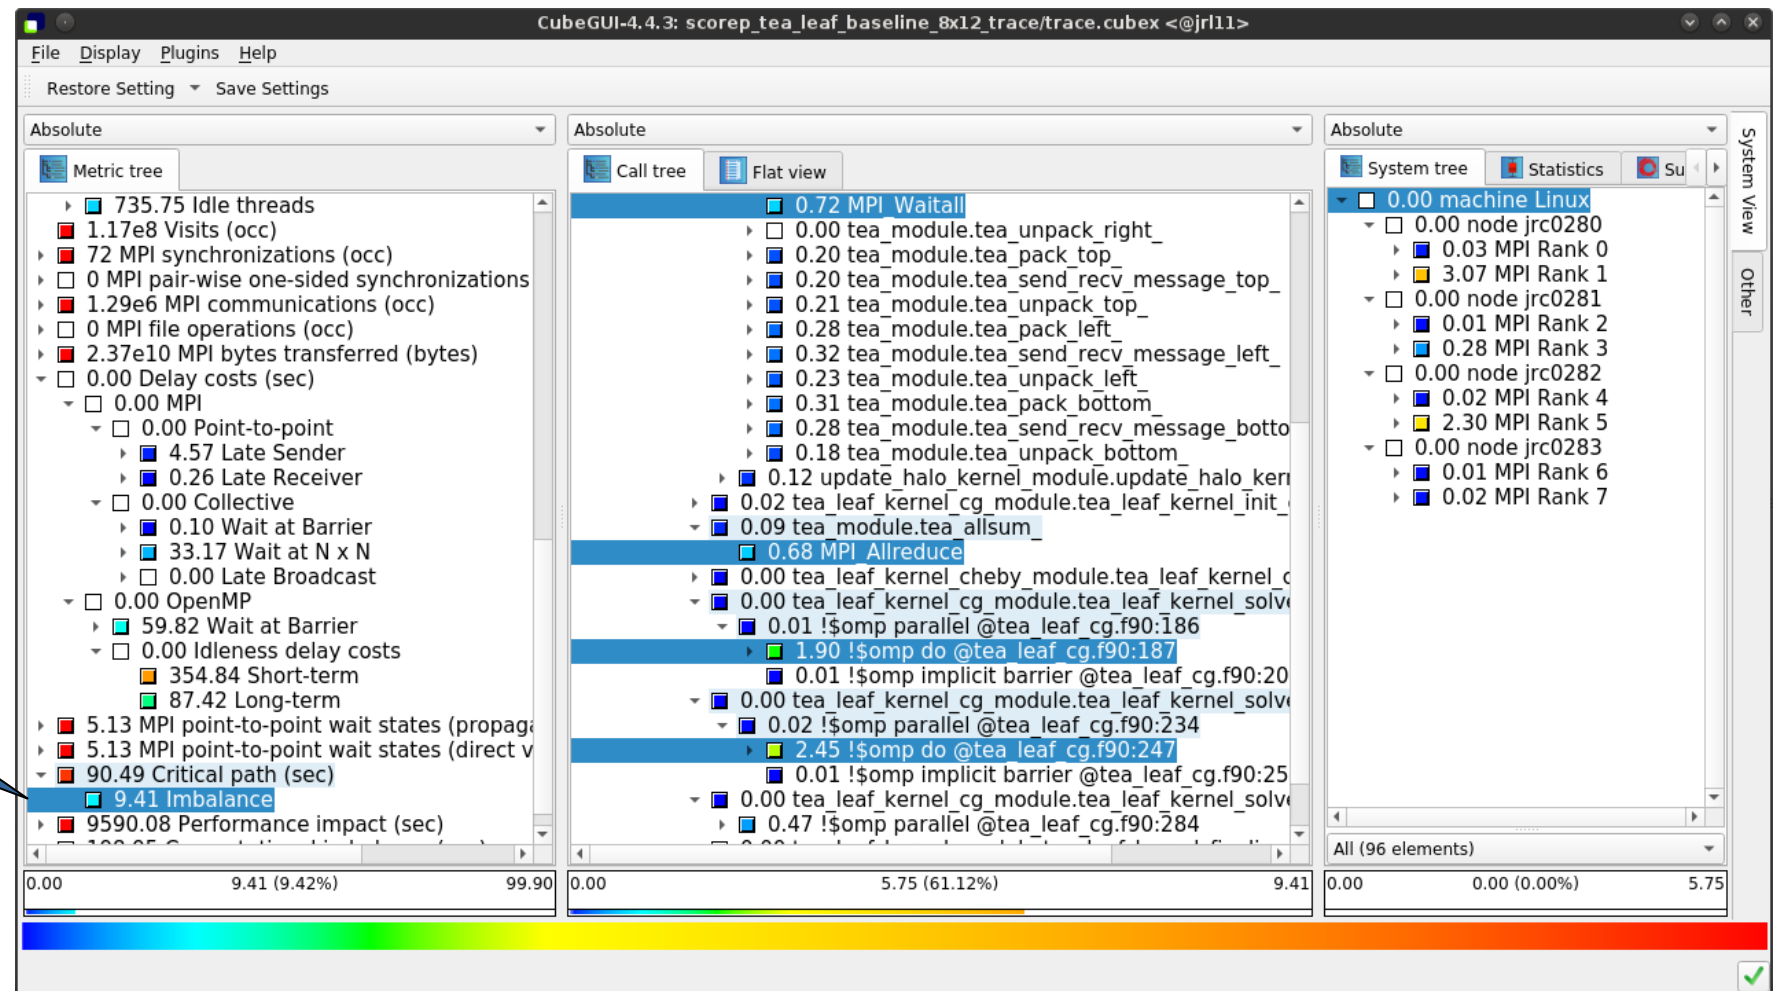 CubeGUI-4.4.3: scorep_tea_leaf_baseline_8x12_trace/trace.cubex <@jrl11>
File Display Plugins Help
Restore Setting Save Settings
Absolute
Metric tree
735.75 Idle threads
1.17e8 Visits (occ)
72 MPI synchronizations (occ)
0 MPI pair-wise one-sided synchronizations
1.29e6 MPI communications (occ)
0 MPI file operations (occ)
2.37e10 MPI bytes transferred (bytes)
0.00 Delay costs (sec)
0.00 MPI
0.00 Point-to-point
4.57 Late Sender
0.26 Late Receiver
0.00 Collective
0.10 Wait at Barrier
33.17 Wait at N x N
0.00 Late Broadcast
0.00 OpenMP
59.82 Wait at Barrier
0.00 Idleness delay costs
354.84 Short-term
87.42 Long-term
5.13 MPI point-to-point wait states (propaga
5.13 MPI point-to-point wait states (direct v
90.49 Critical path (sec)
9.41 Imbalance
9590.08 Performance impact (sec)
0.00 9.41 (9.42%) 99.90
Absolute
Call tree Flat view
0.72 MPI_Waitall
0.00 tea_module.tea_unpack_right_
0.20 tea_module.tea_pack_top_
0.20 tea_module.tea_send_recv_message_top_
0.21 tea_module.tea_unpack_top_
0.28 tea_module.tea_pack_left_
0.32 tea_module.tea_send_recv_message_left_
0.23 tea_module.tea_unpack_left_
0.31 tea_module.tea_pack_bottom_
0.28 tea_module.tea_send_recv_message_botto
0.18 tea_module.tea_unpack_bottom_
0.12 update_halo_kernel_module.update_halo_ker
0.02 tea_leaf_kernel_cg_module.tea_leaf_kernel_init_
0.09 tea_module.tea_allsum_
0.68 MPI_Allreduce
0.00 tea_leaf_kernel_cheby_module.tea_leaf_kernel_c
0.00 tea_leaf_kernel_cg_module.tea_leaf_kernel_solve
0.01 !$omp parallel @tea_leaf_cg.f90:186
1.90 !$omp do @tea_leaf_cg.f90:187
0.01 !$omp implicit barrier @tea_leaf_cg.f90:20
0.00 tea_leaf_kernel_cg_module.tea_leaf_kernel_solve
0.02 !$omp parallel @tea_leaf_cg.f90:234
2.45 !$omp do @tea_leaf_cg.f90:247
0.01 !$omp implicit barrier @tea_leaf_cg.f90:25
0.00 tea_leaf_kernel_cg_module.tea_leaf_kernel_solve
0.47 !$omp parallel @tea_leaf_cg.f90:284
0.00 5.75 (61.12%) 9.41
Absolute
System tree Statistics Su
0.00 machine Linux
0.00 node jrc0280
0.03 MPI Rank 0
3.07 MPI Rank 1
0.00 node jrc0281
0.01 MPI Rank 2
0.28 MPI Rank 3
0.00 node jrc0282
0.02 MPI Rank 4
2.30 MPI Rank 5
0.00 node jrc0283
0.01 MPI Rank 6
0.02 MPI Rank 7
All (96 elements)
0.00 0.00 (0.00%) 5.75
System View
Other